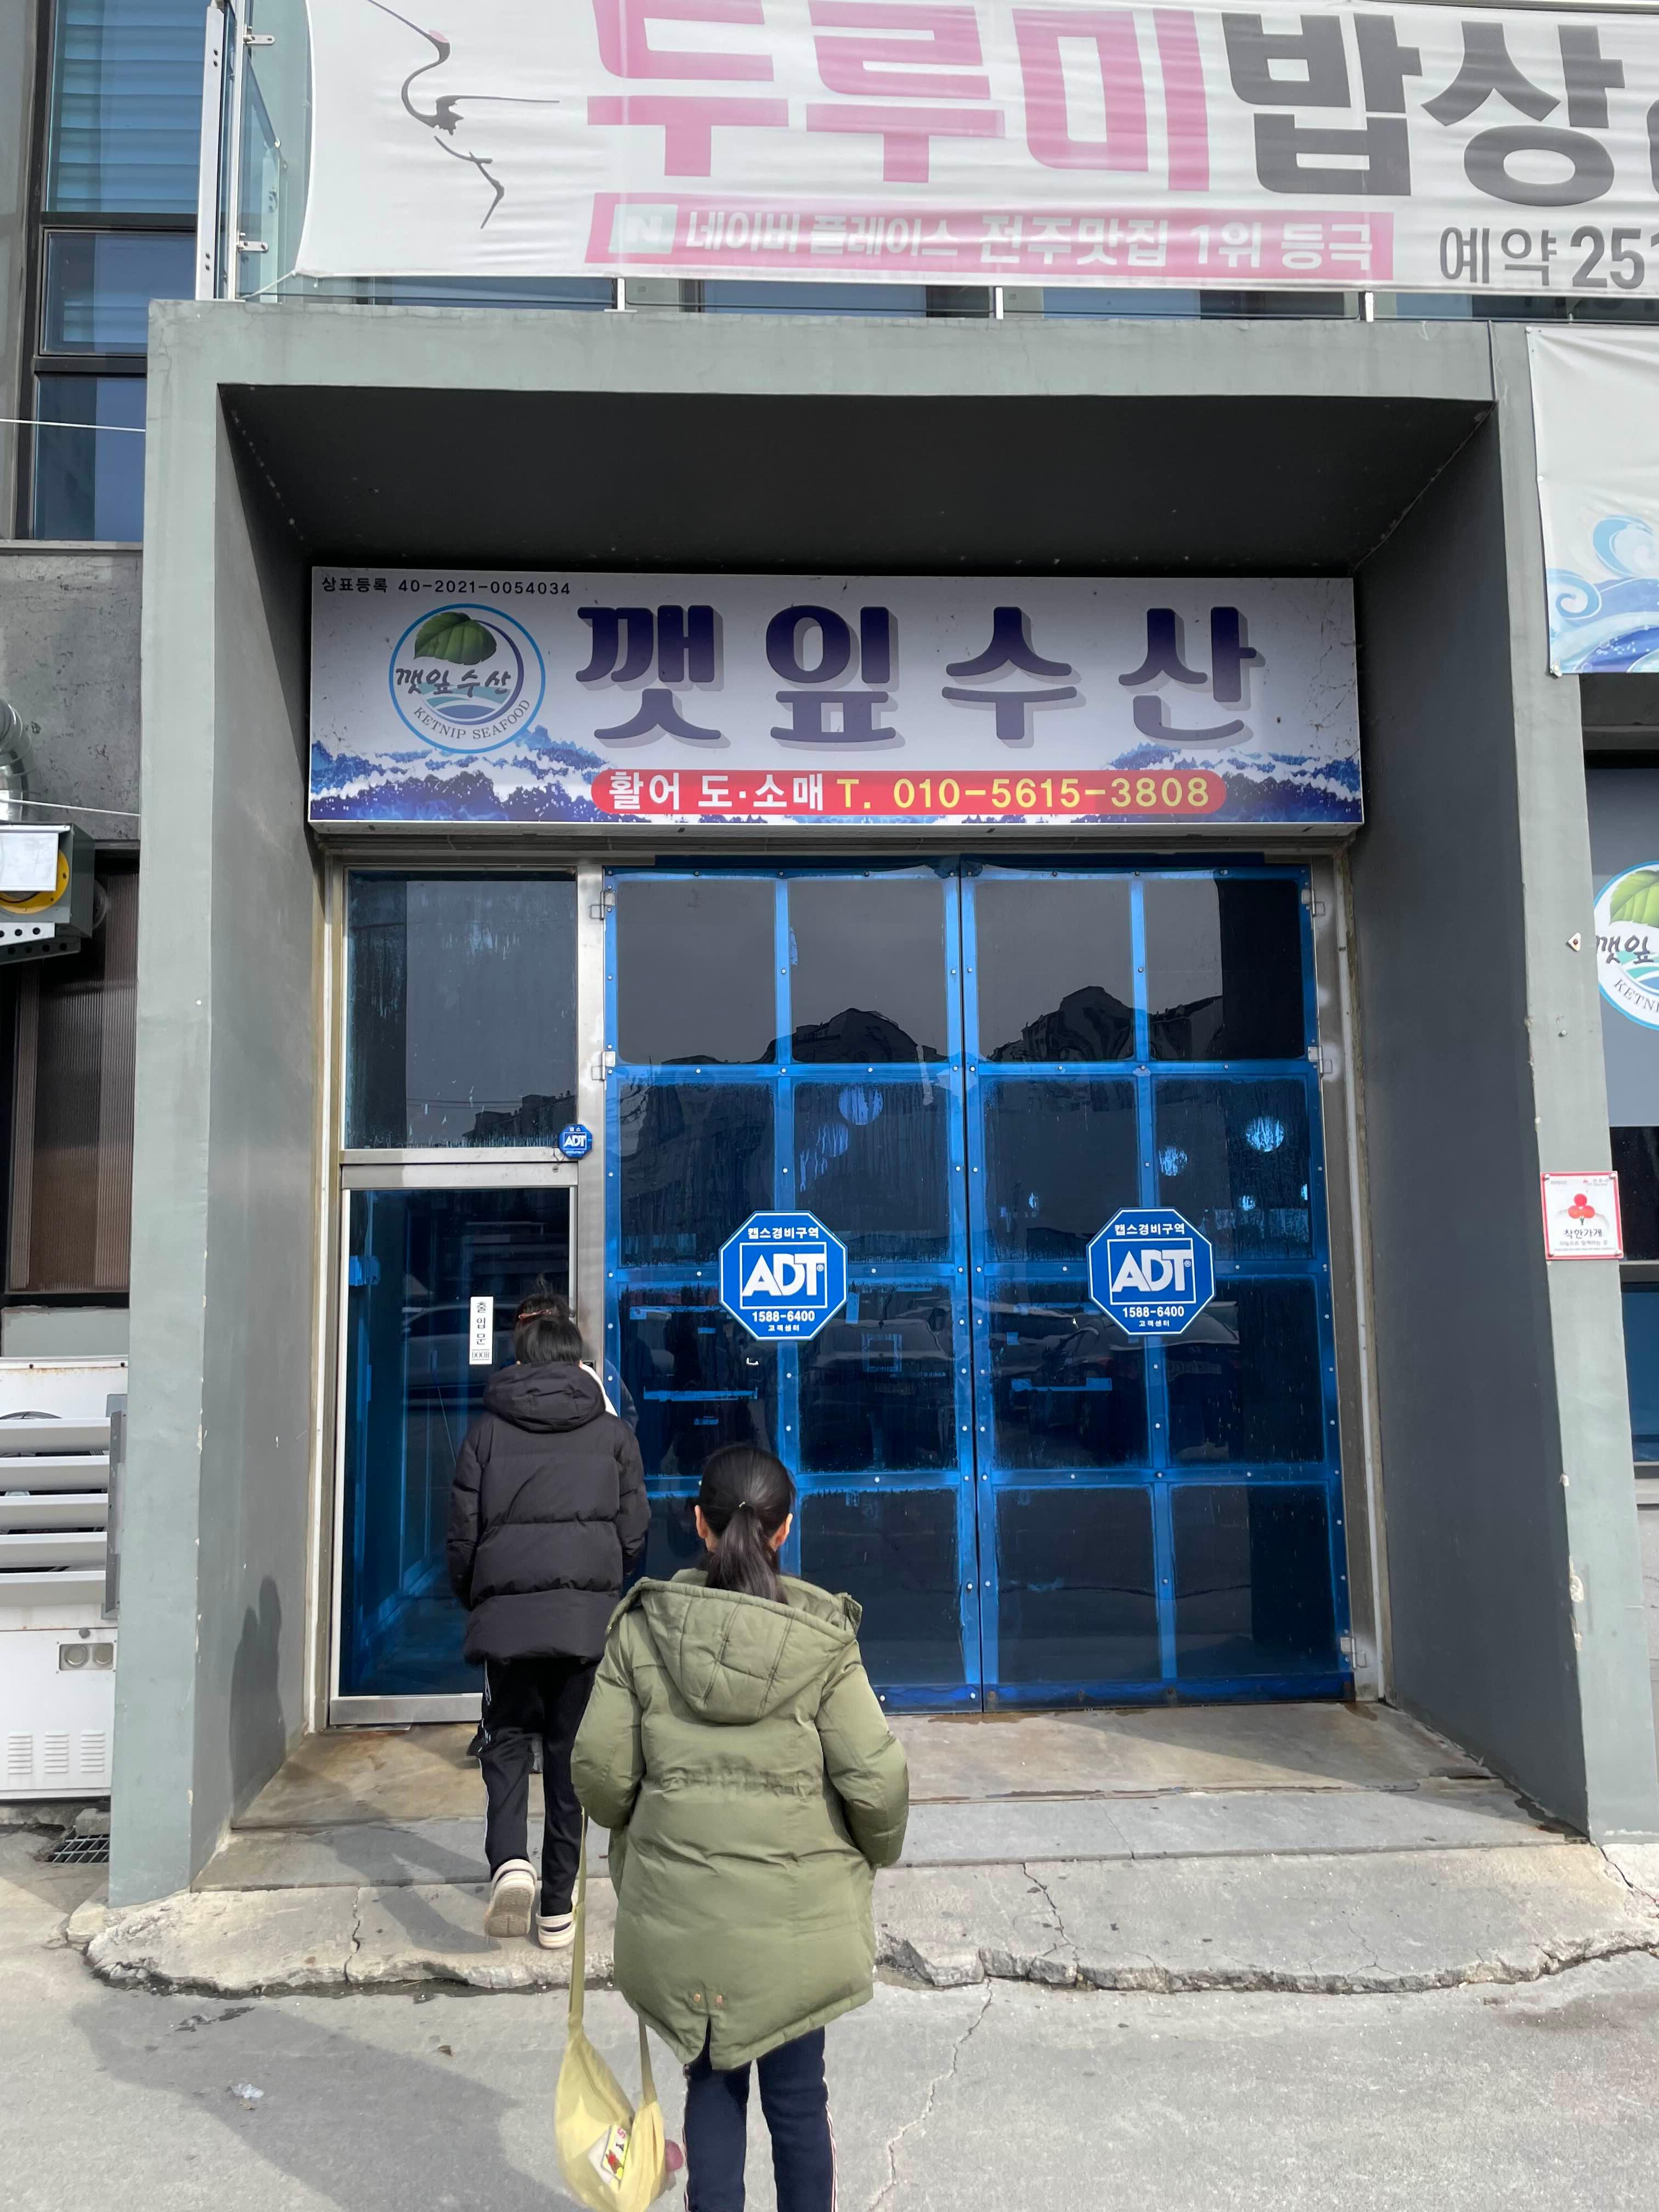 두루미밥상
N 네이버 플레이스 전주맛집 1위 등극
예약 251
상표등록 40-2021-0054034
깻잎수산
KETNIP SEAFOOD
깻잎수산
활어 도·소매 T. 010-5615-3808
깻잎
KETNI
ADT
캡스경비구역
ADT
1588-6400
고객센터
캡스경비구역
ADT
1588-6400
고객센터
착한가게
출입문